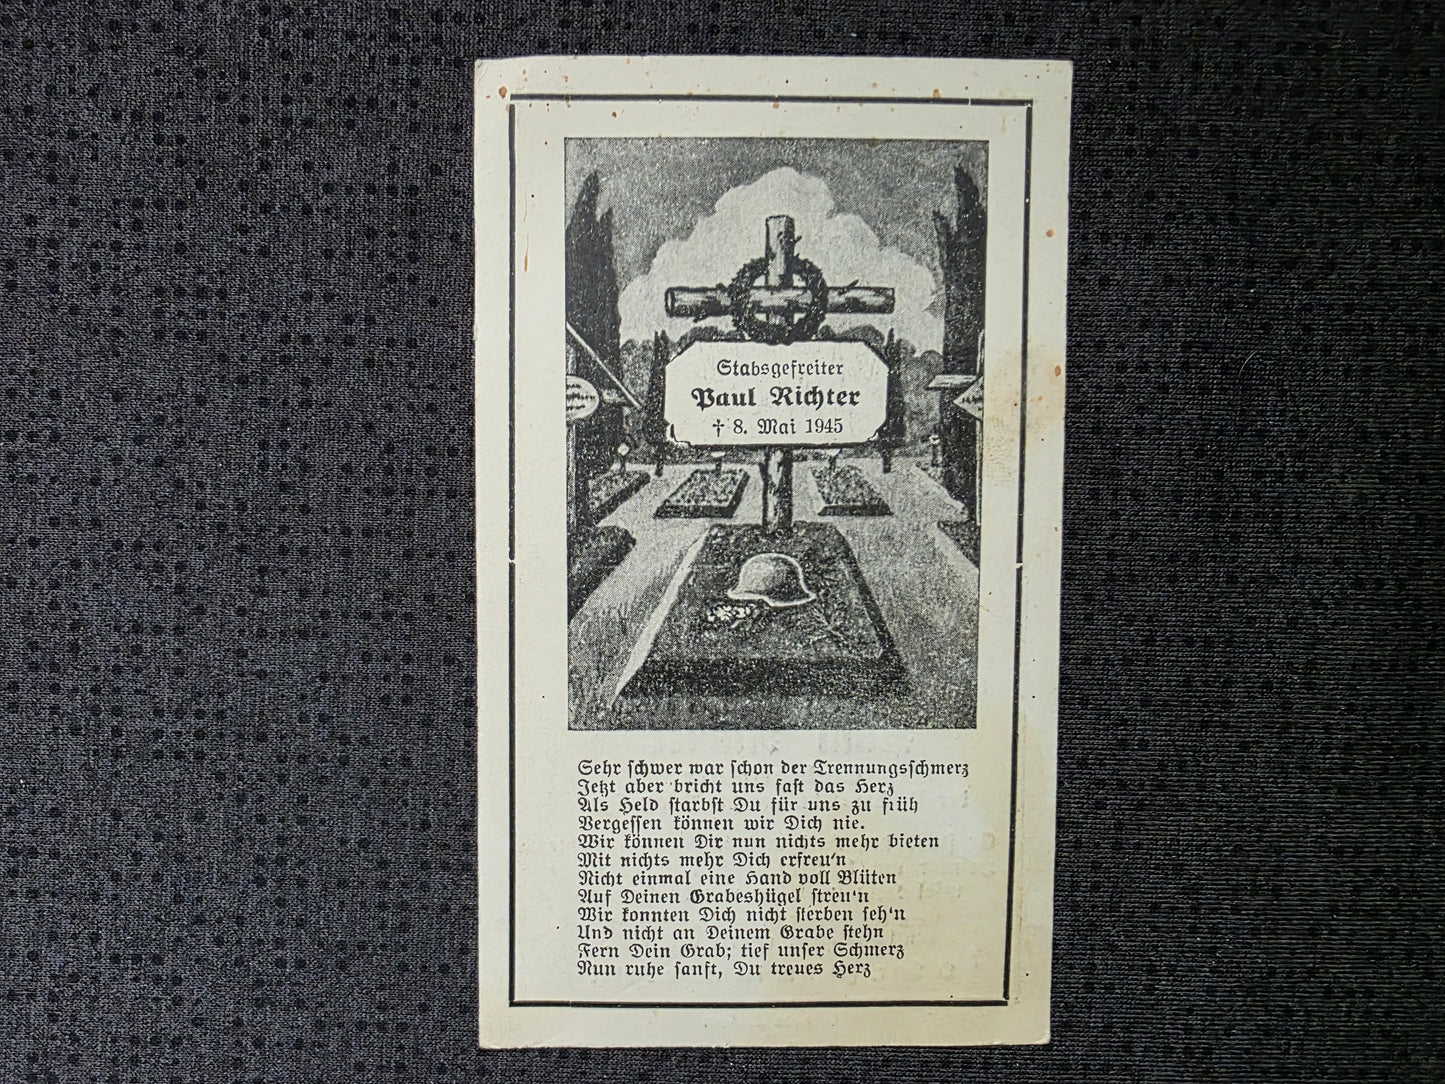 Stabsgefreiter
Paul Richter
† 8. Mai 1945
Sehr schwer war schon der Trennungsschmerz
Jetzt aber bricht uns fast das Herz
Als Held starbst Du für uns zu früh
Vergessen können wir Dich nie.
Wir können Dir nun nichts mehr bieten
Mit nichts mehr Dich erfreu'n
Nicht einmal eine Hand voll Blüten
Auf Deinen Grabeshügel streu'n
Wir konnten Dich nicht sterben seh'n
Und nicht an Deinem Grabe stehn
Fern Dein Grab; tief unser Schmerz
Nun ruhe sanft, Du treues Herz